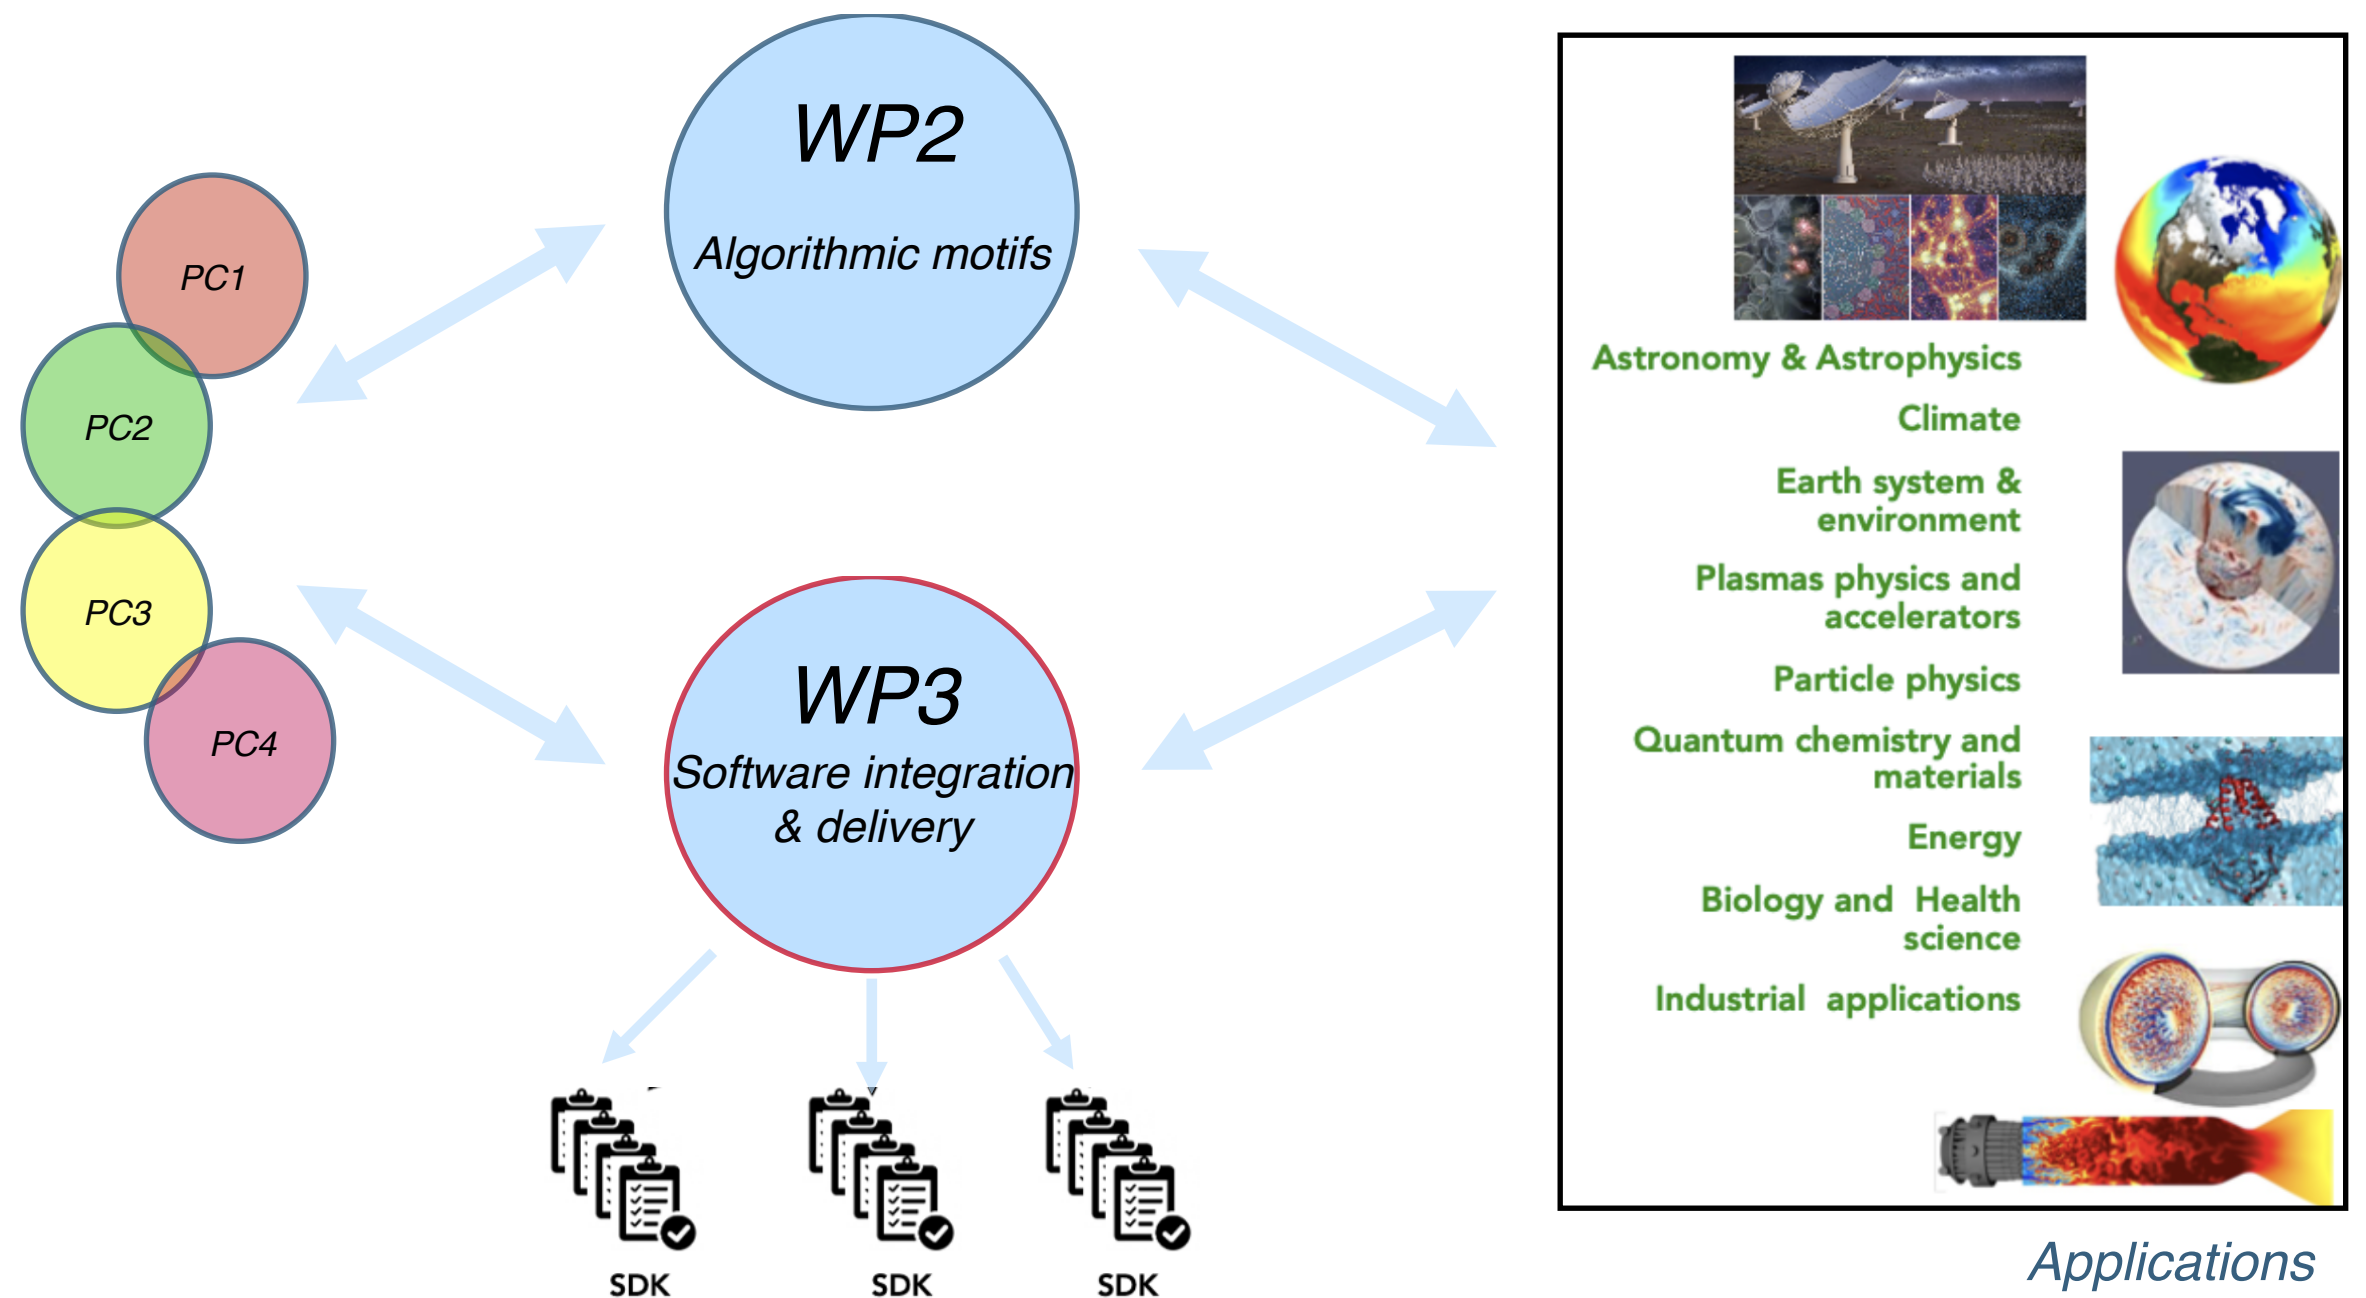 PC1
PC2
PC3
PC4
WP2
Algorithmic motifs
WP3
Software integration
& delivery
SDK
SDK
SDK
Astronomy & Astrophysics
Climate
Earth system &
environment
Plasmas physics and
accelerators
Particle physics
Quantum chemistry and
materials
Energy
Biology and Health
science
Industrial applications
Applications